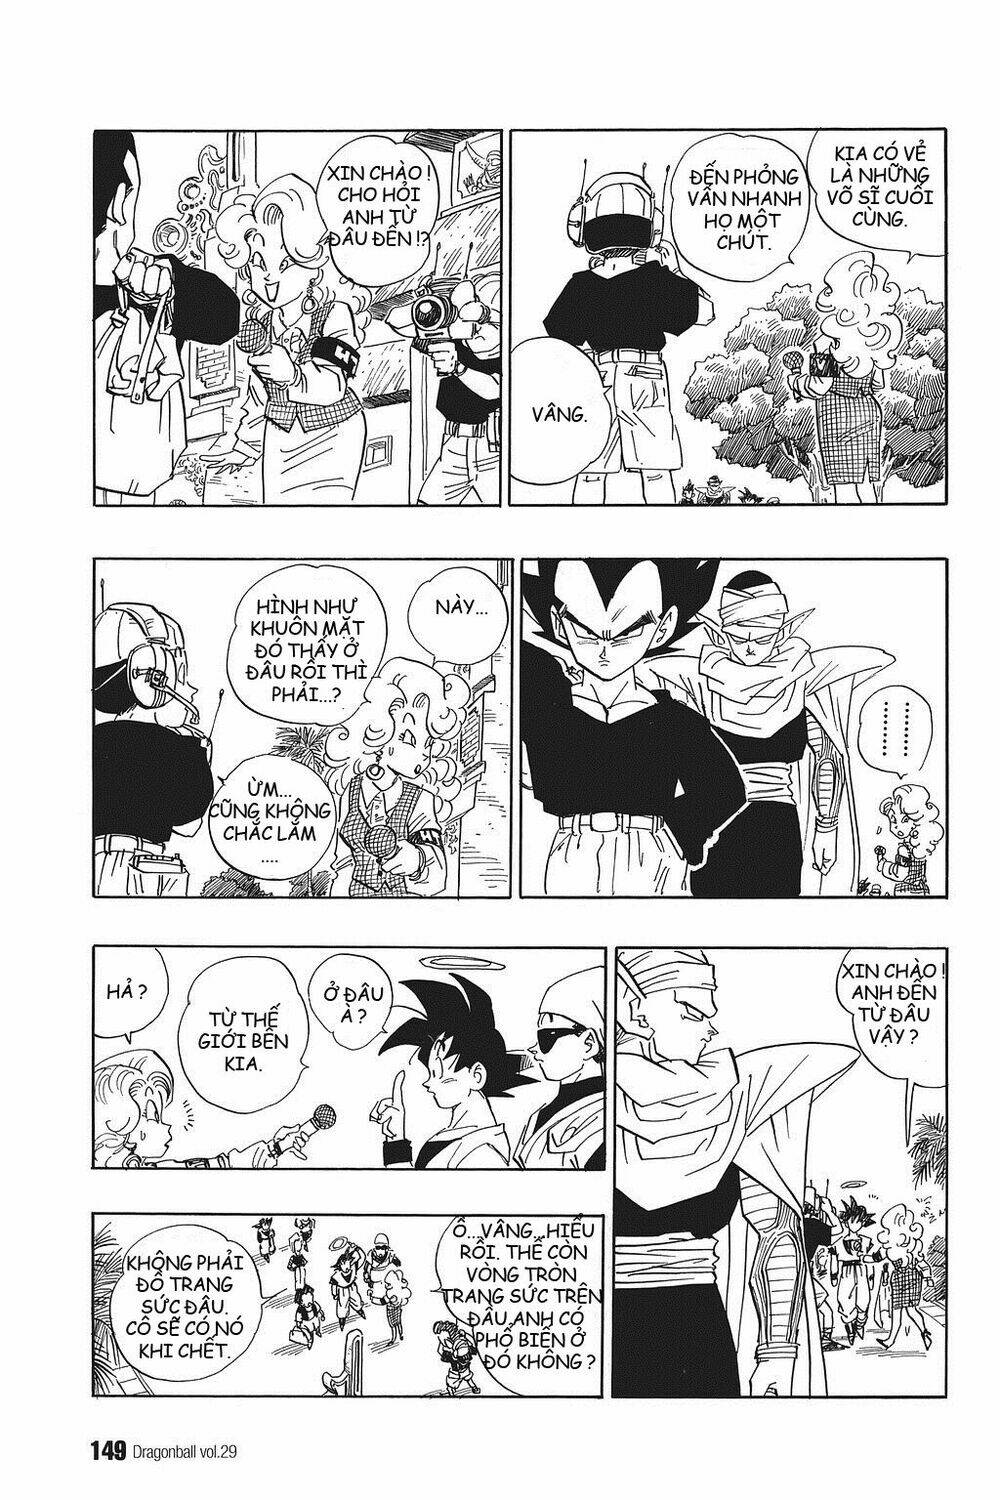 KIA CÓ VẺ
LÀ NHỮNG
VÕ SĨ CUỐI
CÙNG.
ĐẾN PHỎNG
VẤN NHANH
HỌ MỘT
CHÚT.
VÂNG.
XIN CHÀO !
CHO HỎI
ANH TỪ
ĐÂU ĐẾN !?
.........
NÀY...
HÌNH NHƯ
KHUÔN MẶT
ĐÓ THẤY Ở
ĐÂU RỒI THÌ
PHẢI....?
ỪM...
CŨNG KHÔNG
CHẮC LẮM
....
XIN CHÀO !
ANH ĐẾN
TỪ ĐÂU
VẬY ?
Ở ĐÂU
À ?
TỪ THẾ
GIỚI BÊN
KIA.
HẢ ?
Ồ...VÂNG...HIỂU
RỒI. THẾ CÒN
VÒNG TRÒN
TRANG SỨC TRÊN
ĐẦU ANH CÓ
PHỔ BIẾN Ở
ĐÓ KHÔNG ?
KHÔNG PHẢI
ĐỒ TRANG
SỨC ĐÂU.
CÔ SẼ CÓ NÓ
KHI CHẾT.
149 Dragonball vol.29